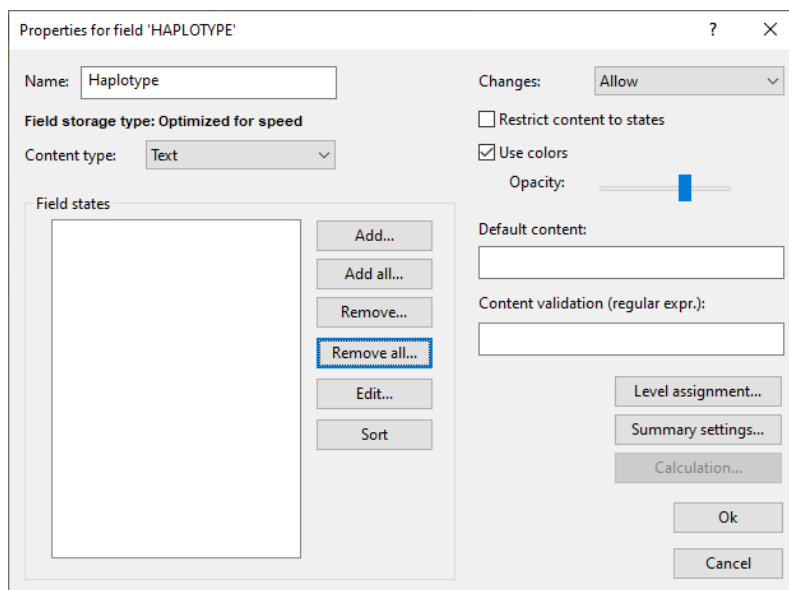 Properties for field 'HAPLOTYPE'
?
Name: Haplotype
Field storage type: Optimized for speed
Content type: Text
Field states
Add...
Add all...
Remove...
Remove all...
Edit...
Sort
Changes: Allow
Restrict content to states
Use colors
Opacity:
Default content:
Content validation (regular expr.):
Level assignment...
Summary settings...
Calculation...
Ok
Cancel